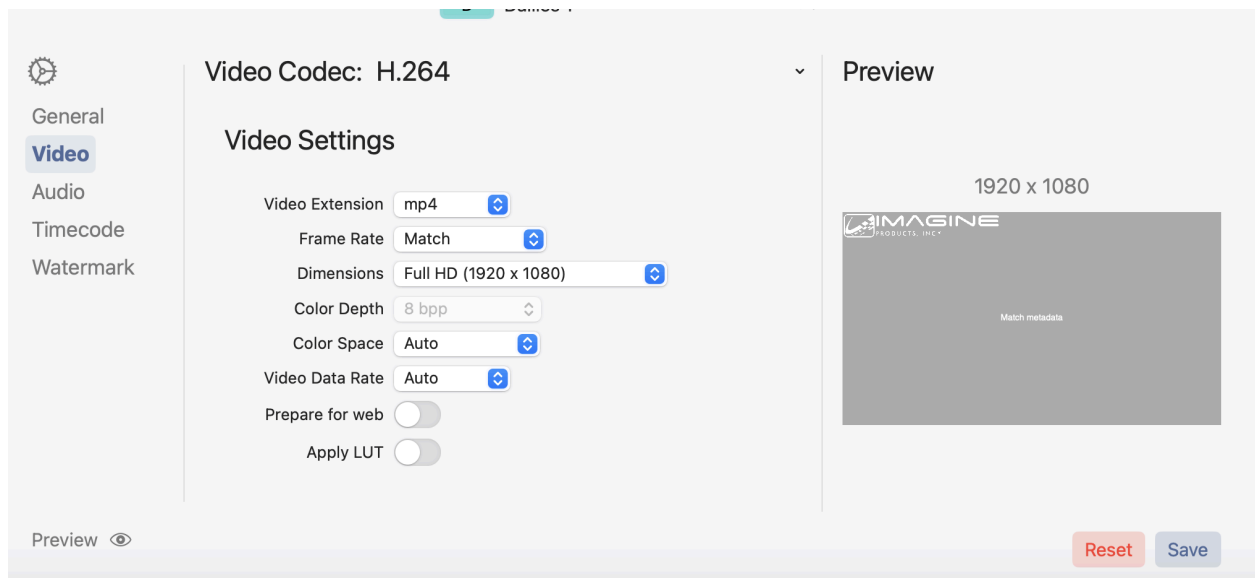 Video Codec: H.264
Preview
General
Video
Audio
Timecode
Watermark
Video Settings
Video Extension mp4
Frame Rate Match
Dimensions Full HD (1920 x 1080)
Color Depth 8 bpp
Color Space Auto
Video Data Rate Auto
Prepare for web
Apply LUT
1920 x 1080
IMAGINE
PRODUCTS, INC
Match metadata
Preview
Reset
Save